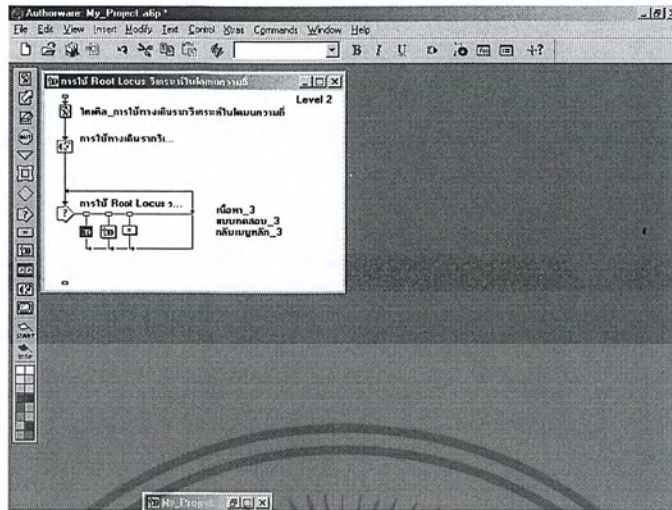 Authorware: My_Project.a6p *
File Edit View Insert Modify Text Control Xtras Commands Window Help
B I U
การใช้ Root Locus วิเคราะห์ในโดเมนความถี่
Level 2
ไตเติล_การใช้ทางเดินรากวิเคราะห์ในโดเมนความถี่
การใช้ทางเดินรากวิเ...
การใช้ Root Locus ว...
เนื้อหา_3
แบบทดสอบ_3
กลับเมนูหลัก_3
START
STOP
My_Project